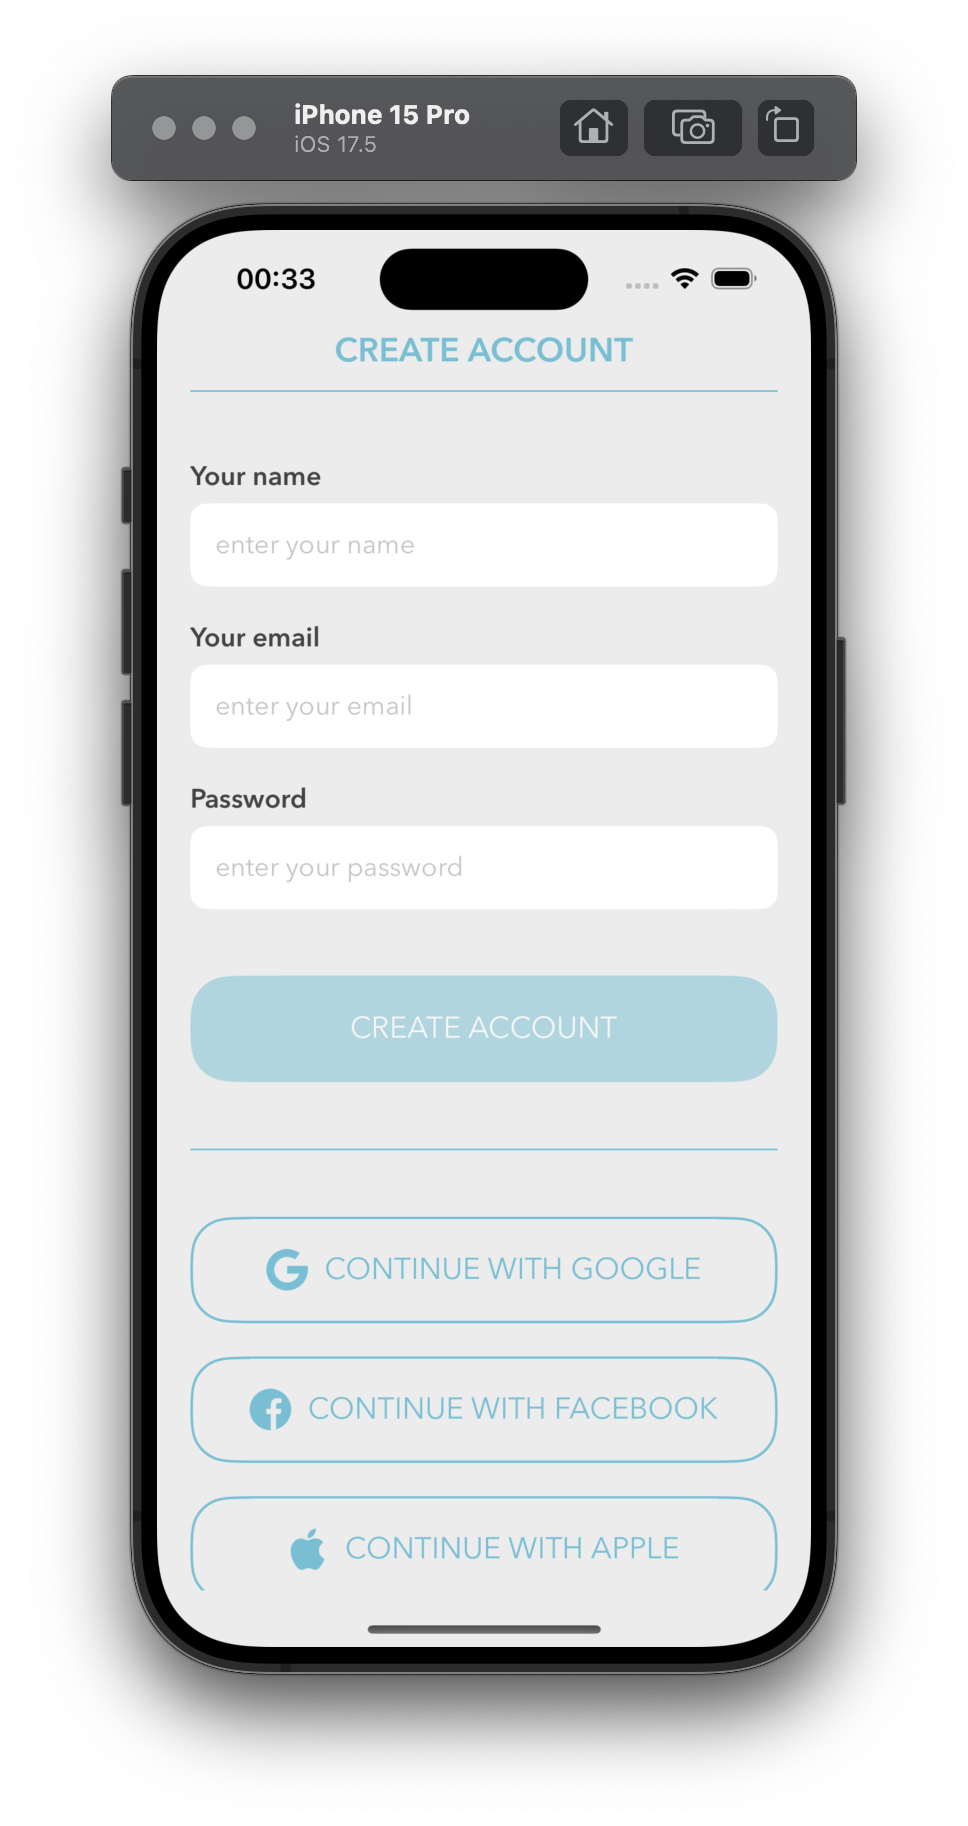 iPhone 15 Pro
iOS 17.5
00:33
CREATE ACCOUNT
Your name
enter your name
Your email
enter your email
Password
enter your password
CREATE ACCOUNT
CONTINUE WITH GOOGLE
CONTINUE WITH FACEBOOK
CONTINUE WITH APPLE